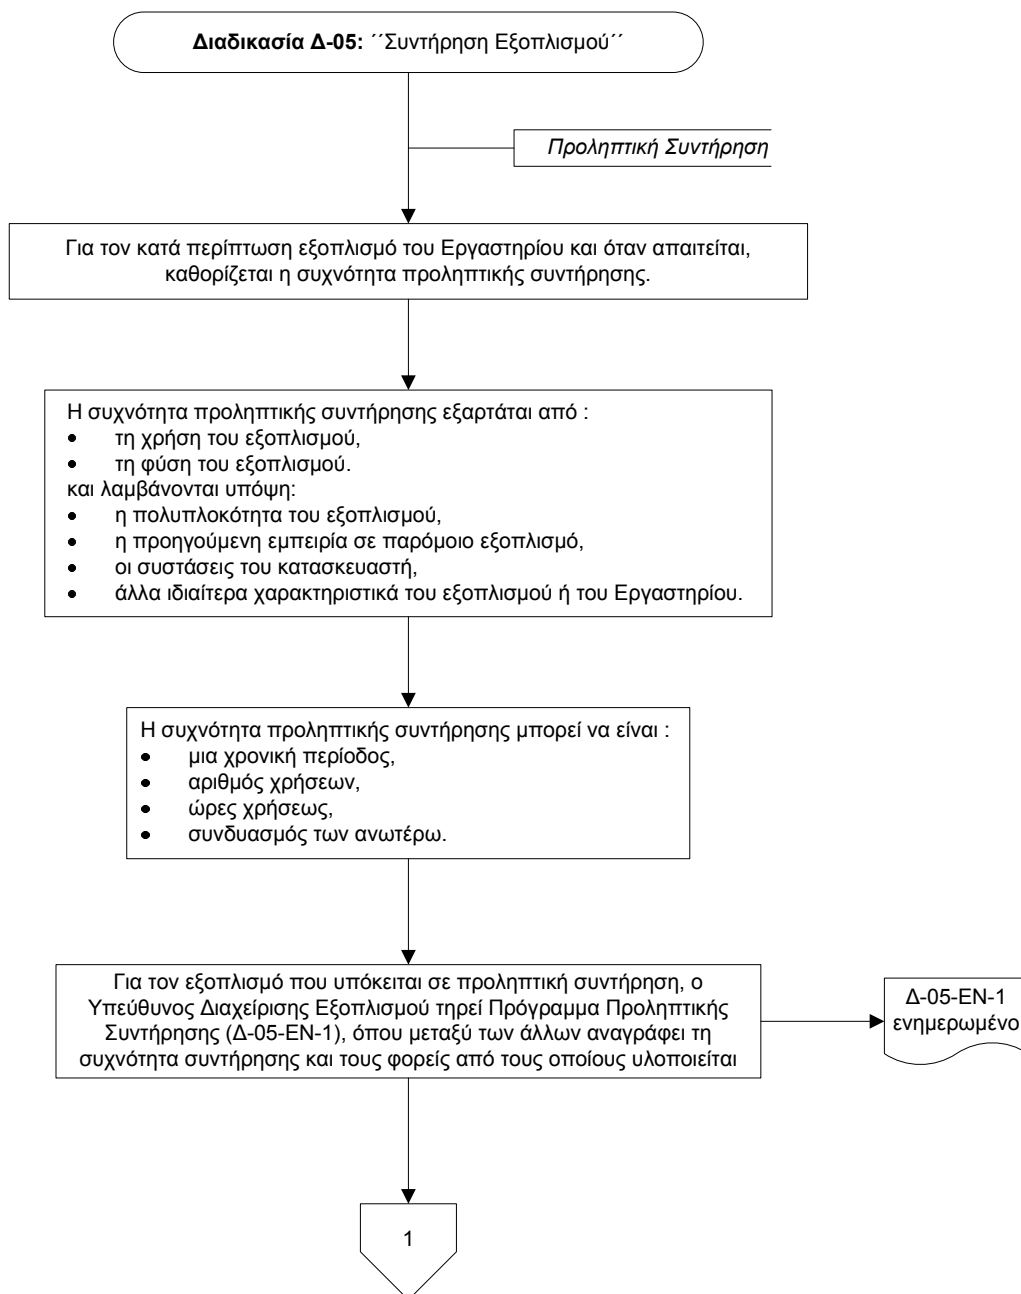 Διαδικασία Δ-05: ΄΄Συντήρηση Εξοπλισμού΄΄
Προληπτική Συντήρηση
Για τον κατά περίπτωση εξοπλισμό του Εργαστηρίου και όταν απαιτείται,
καθορίζεται η συχνότητα προληπτικής συντήρησης.
Η συχνότητα προληπτικής συντήρησης εξαρτάται από :
• τη χρήση του εξοπλισμού,
• τη φύση του εξοπλισμού.
και λαμβάνονται υπόψη:
• η πολυπλοκότητα του εξοπλισμού,
• η προηγούμενη εμπειρία σε παρόμοιο εξοπλισμό,
• οι συστάσεις του κατασκευαστή,
• άλλα ιδιαίτερα χαρακτηριστικά του εξοπλισμού ή του Εργαστηρίου.
Η συχνότητα προληπτικής συντήρησης μπορεί να είναι :
• μια χρονική περίοδος,
• αριθμός χρήσεων,
• ώρες χρήσεως,
• συνδυασμός των ανωτέρω.
Για τον εξοπλισμό που υπόκειται σε προληπτική συντήρηση, ο
Υπεύθυνος Διαχείρισης Εξοπλισμού τηρεί Πρόγραμμα Προληπτικής
Συντήρησης (Δ-05-ΕΝ-1), όπου μεταξύ των άλλων αναγράφει τη
συχνότητα συντήρησης και τους φορείς από τους οποίους υλοποιείται
Δ-05-ΕΝ-1
ενημερωμένο
1